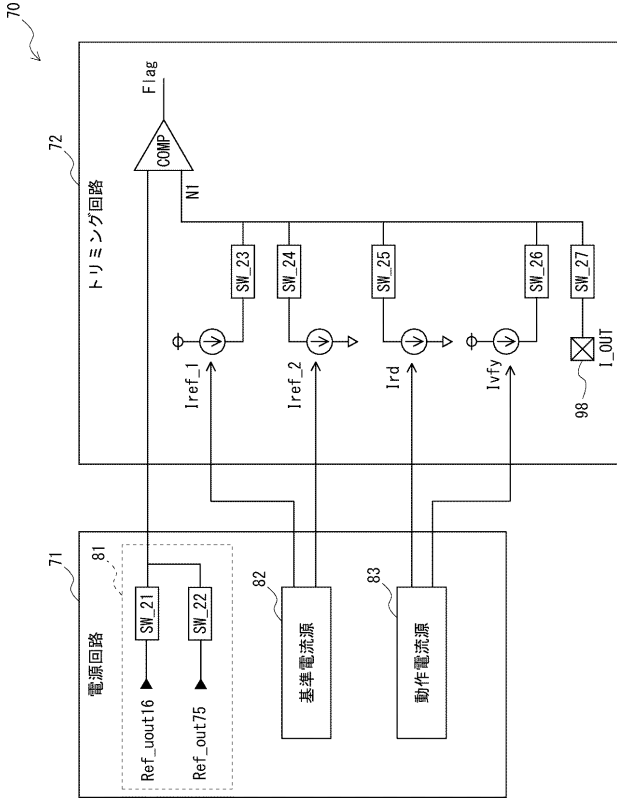 70
71
電源回路
81
SW_21
SW_22
Ref_uout16
Ref_out75
82
基準電流源
83
動作電流源
72
トリミング回路
COMP
Flag
N1
SW_23
SW_24
SW_25
SW_26
SW_27
Iref_1
Iref_2
Ird
Ivfy
98
I_OUT